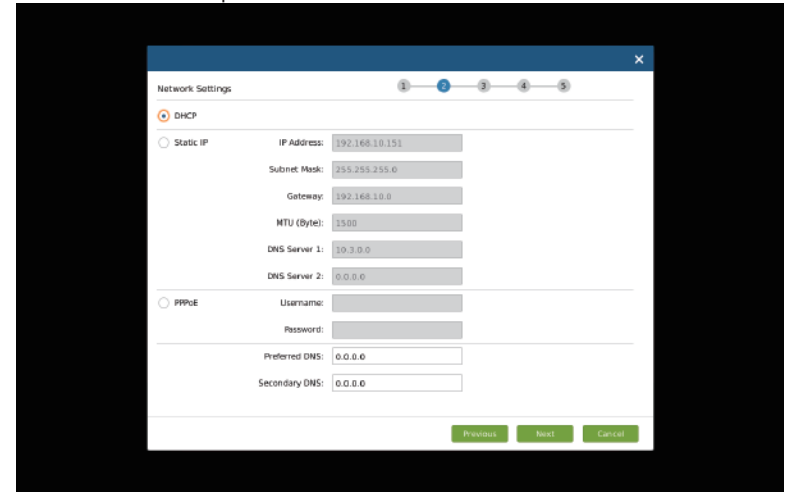 Network Settings 1 2 3 4 5
DHCP
Static IP IP Address: 192.168.10.151
Subnet Mask: 255.255.255.0
Gateway: 192.168.10.0
MTU (Byte): 1500
DNS Server 1: 10.3.0.0
DNS Server 2: 0.0.0.0
PPPoE Username:
Password:
Preferred DNS: 0.0.0.0
Secondary DNS: 0.0.0.0
Previous Next Cancel